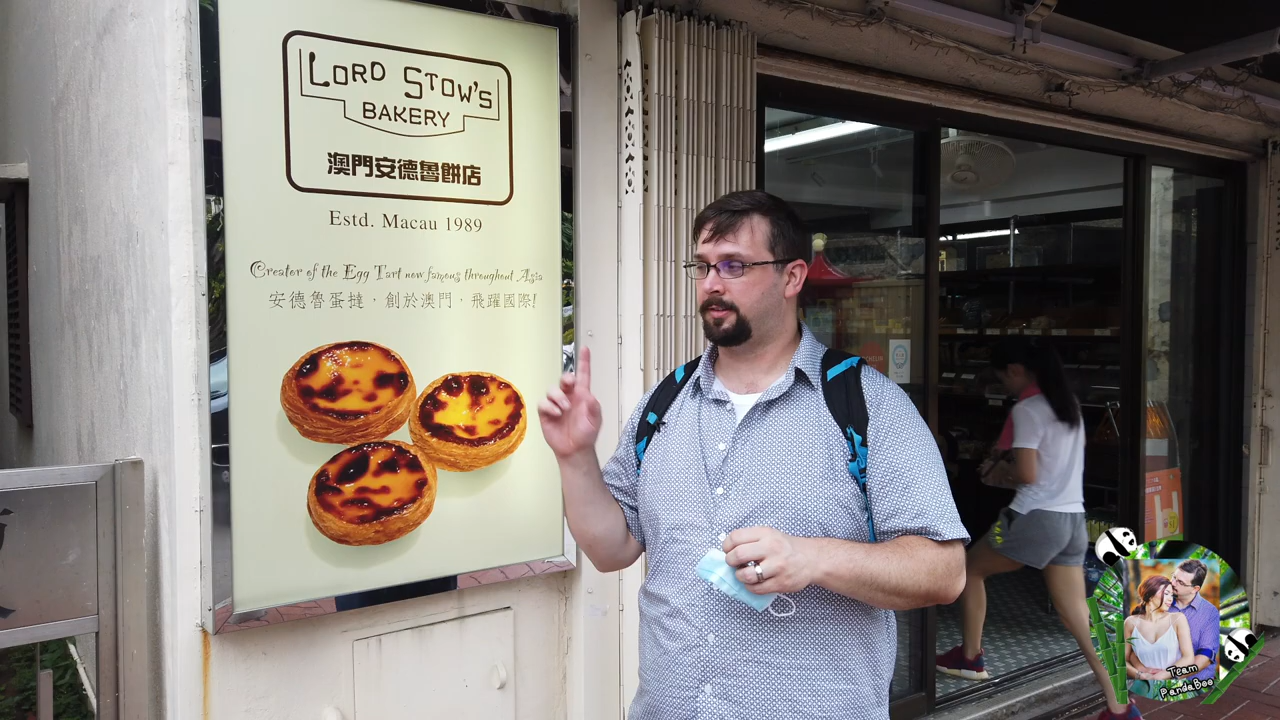 LORD STOW'S
BAKERY
澳門安德魯餅店
Estd. Macau 1989
Creator of the Egg Tart now famous throughout Asia
安德魯蛋撻，創於澳門，飛躍國際!
Team
PandaBoo